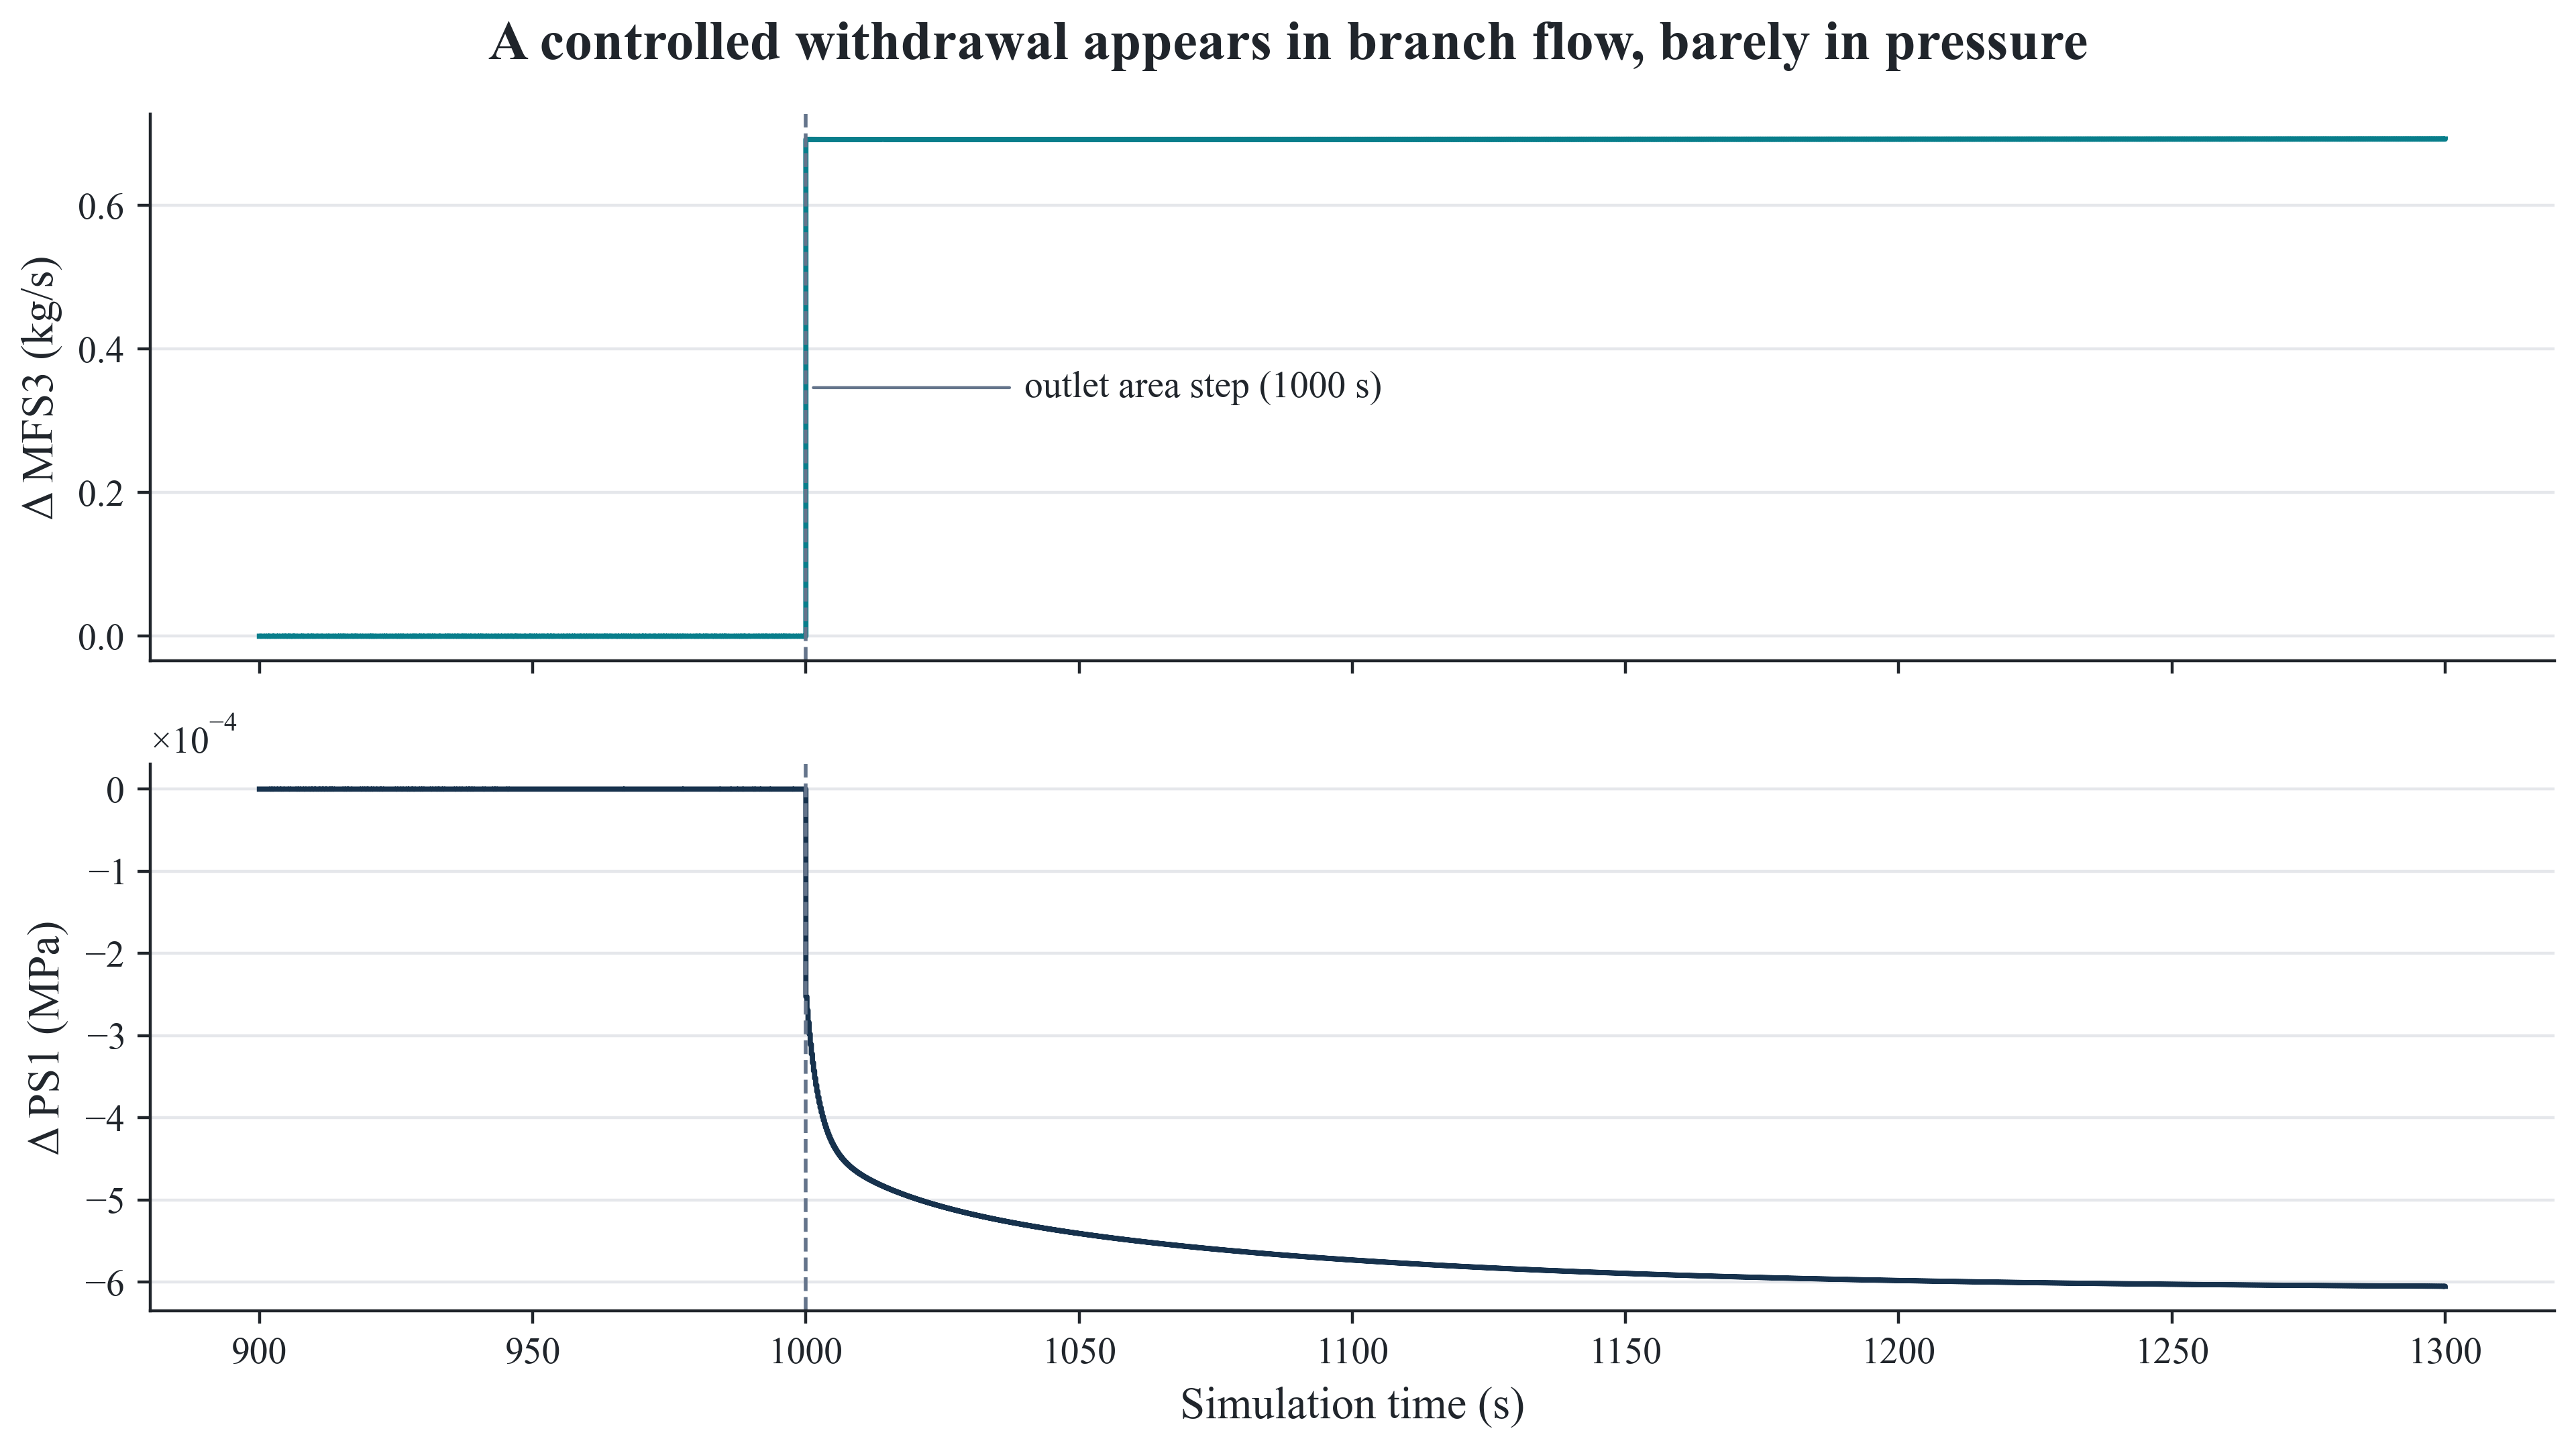 A controlled withdrawal appears in branch flow, barely in pressure
Δ MFS3 (kg/s)
0.6
0.4
0.2
0.0
outlet area step (1000 s)
×10⁻⁴
Δ PS1 (MPa)
0
−1
−2
−3
−4
−5
−6
900 950 1000 1050 1100 1150 1200 1250 1300
Simulation time (s)